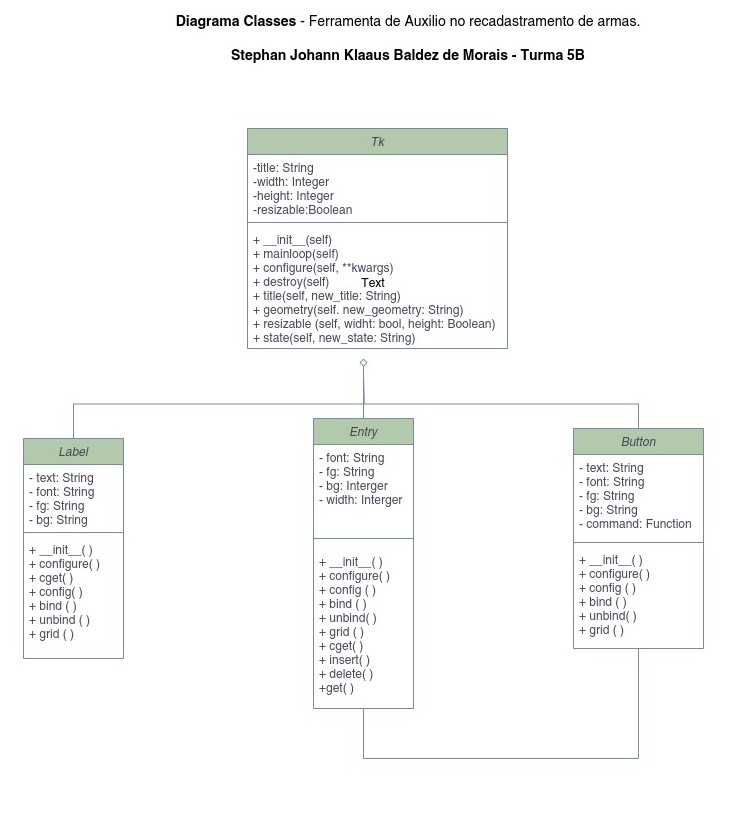 Diagrama Classes - Ferramenta de Auxilio no recadastramento de armas.
Stephan Johann Klaaus Baldez de Morais - Turma 5B
Tk
-title: String
-width: Integer
-height: Integer
-resizable:Boolean
+ __init__(self)
+ mainloop(self)
+ configure(self, **kwargs)
+ destroy(self) Text
+ title(self, new_title: String)
+ geometry(self. new_geometry: String)
+ resizable (self, widht: bool, height: Boolean)
+ state(self, new_state: String)
Label
- text: String
- font: String
- fg: String
- bg: String
+ __init__( )
+ configure( )
+ cget( )
+ config( )
+ bind ( )
+ unbind ( )
+ grid ( )
Entry
- font: String
- fg: String
- bg: Interger
- width: Interger
+ __init__( )
+ configure( )
+ config ( )
+ bind ( )
+ unbind( )
+ grid ( )
+ cget( )
+ insert( )
+ delete( )
+get( )
Button
- text: String
- font: String
- fg: String
- bg: String
- command: Function
+ __init__( )
+ configure( )
+ config ( )
+ bind ( )
+ unbind( )
+ grid ( )